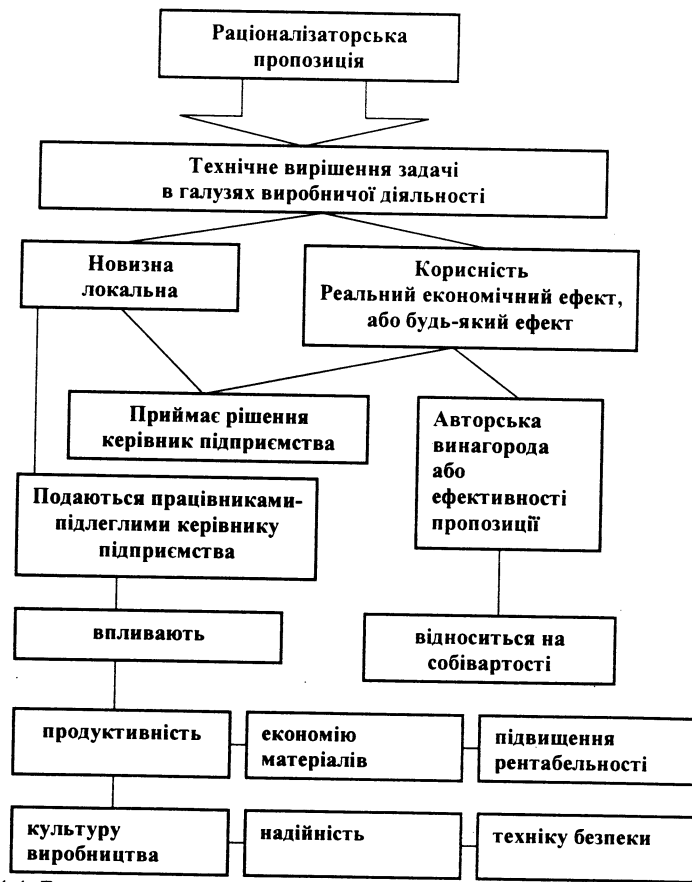 Раціоналізаторська
пропозиція
Технічне вирішення задачі
в галузях виробничої діяльності
Новизна
локальна
Корисність
Реальний економічний ефект,
або будь-який ефект
Приймає рішення
керівник підприємства
Авторська
винагорода
або
ефективності
пропозиції
Подаються працівниками-
підлеглими керівнику
підприємства
впливають
відноситься на
собівартості
продуктивність
економію
матеріалів
підвищення
рентабельності
культуру
виробництва
надійність
техніку безпеки